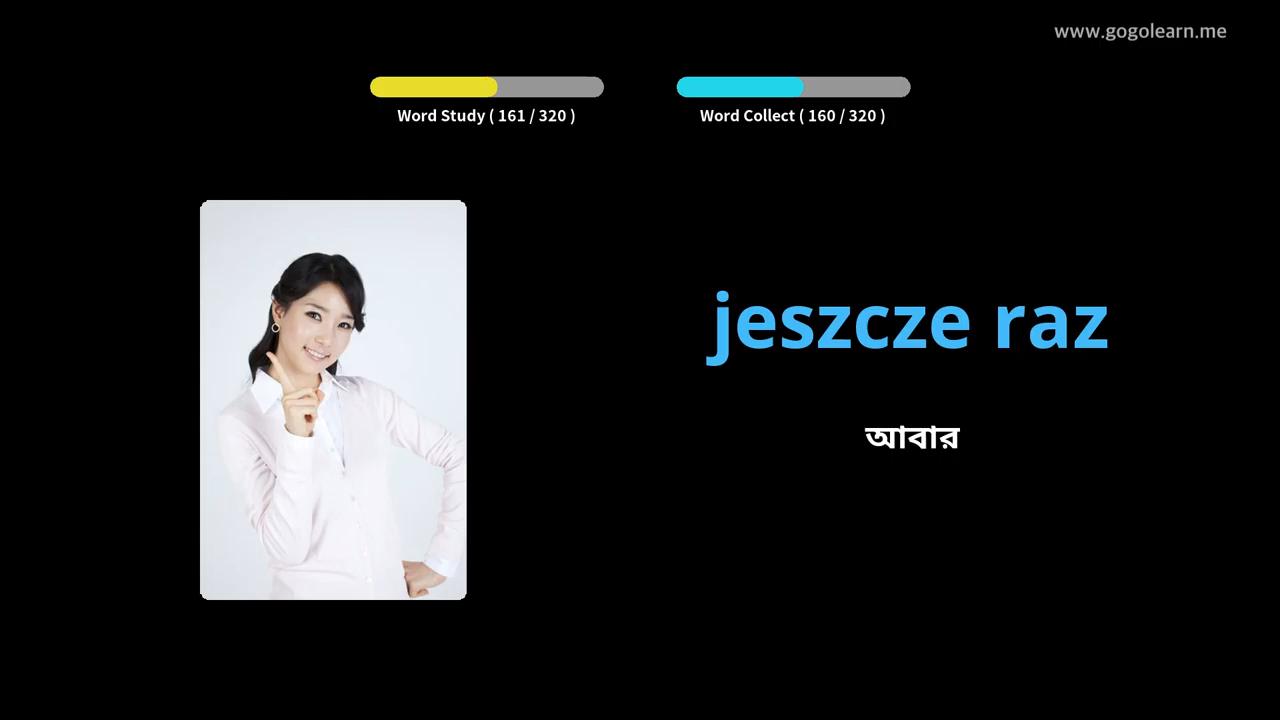 www.gogolearn.me
Word Study ( 161 / 320 )
Word Collect ( 160 / 320 )
jeszcze raz
আবার